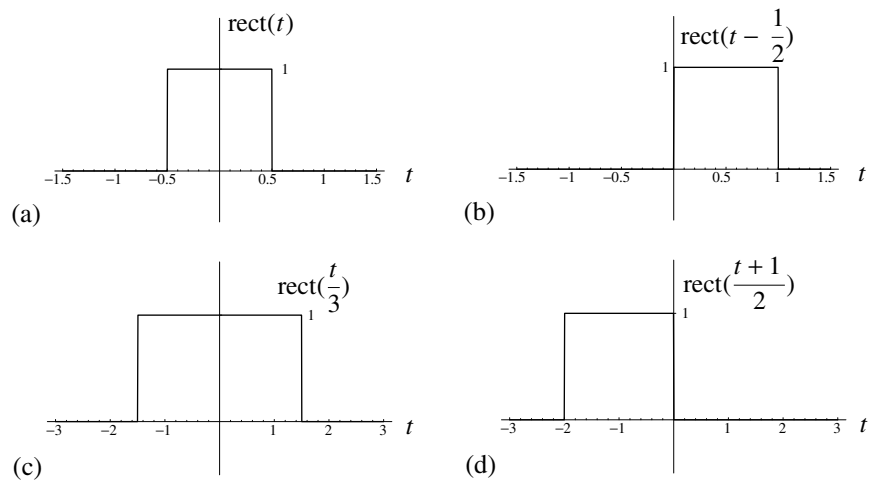 rect(t)
1
−1.5 −1 −0.5 0.5 1 1.5 t
(a)
rect(t − 1/2)
1
−1.5 −1 −0.5 0.5 1 1.5 t
(b)
rect(t/3)
1
−3 −2 −1 1 2 3 t
(c)
rect((t + 1)/2)
1
−3 −2 −1 1 2 3 t
(d)